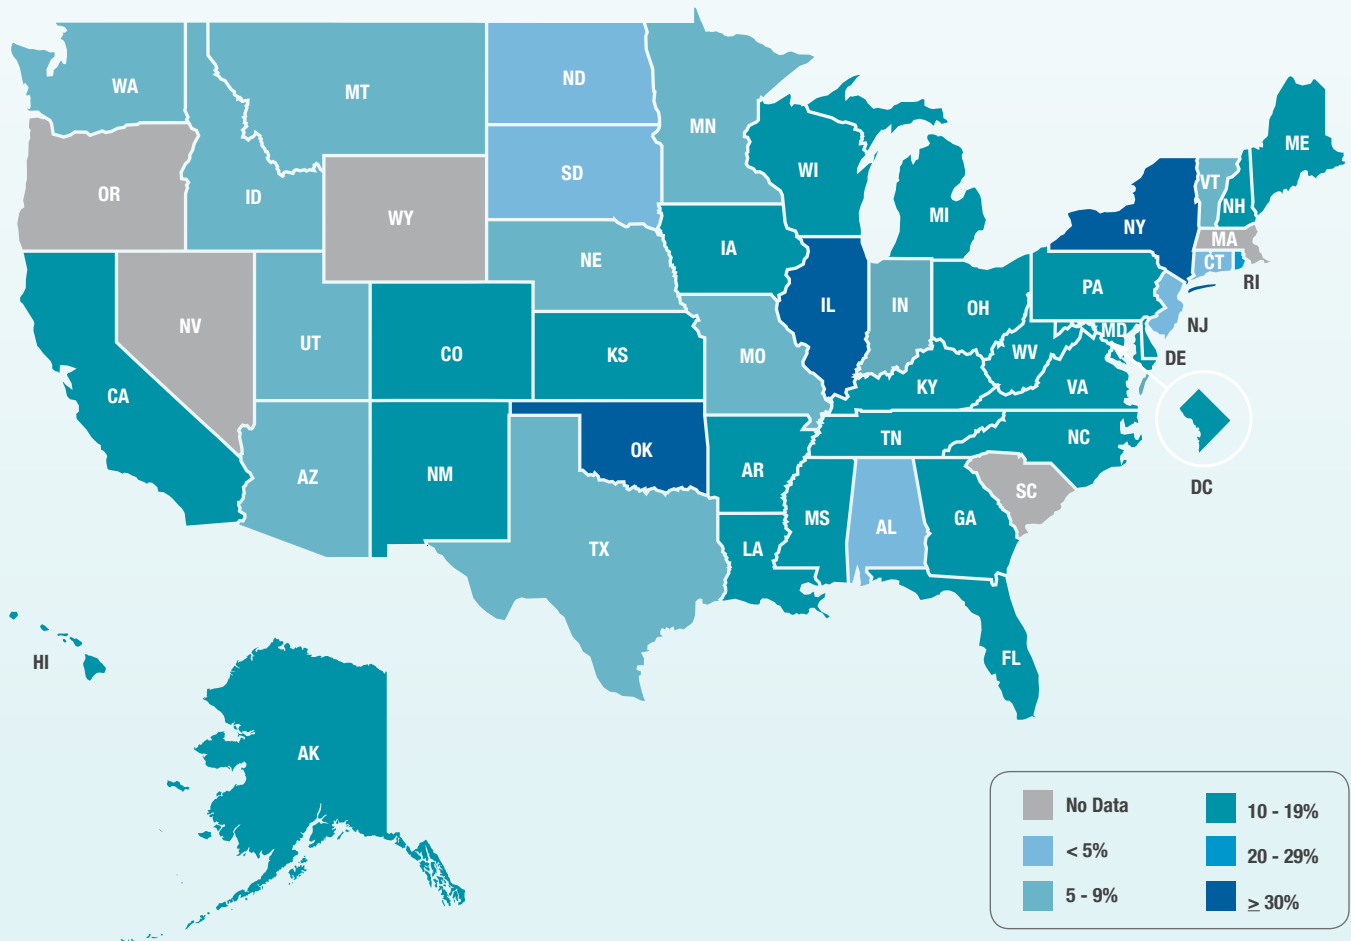 WA
MT
ND
MN
ME
SD
WI
VT
OR
ID
NH
WY
MI
NY
MA
IA
NE
CT
RI
PA
IL
IN
OH
NV
NJ
MD
UT
CO
KS
MO
WV
DE
CA
KY
VA
TN
NC
OK
AR
AZ
NM
DC
SC
MS
GA
AL
TX
LA
FL
HI
AK
No Data
10 - 19%
< 5%
20 - 29%
5 - 9%
≥ 30%